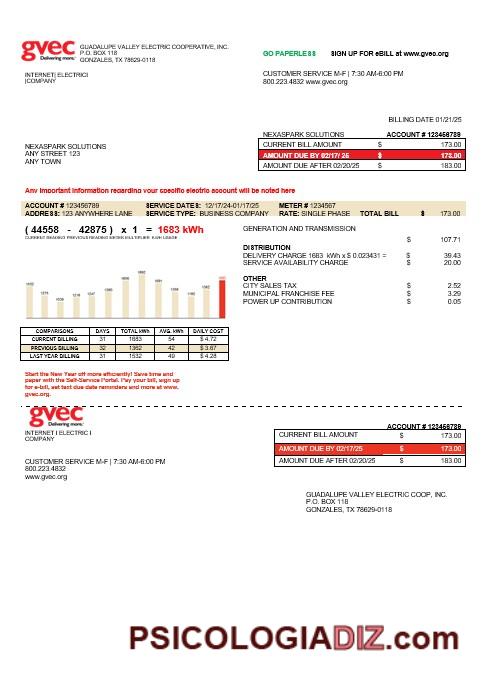 gvec
Delivering more.
GUADALUPE VALLEY ELECTRIC COOPERATIVE, INC.
P.O. BOX 118
GONZALES, TX 78629-0118
INTERNET| ELECTRICI
|COMPANY
GO PAPERLESS SIGN UP FOR eBILL at www.gvec.org
CUSTOMER SERVICE M-F | 7:30 AM-6:00 PM
800.223.4832 www.gvec.org
BILLING DATE 01/21/25
NEXASPARK SOLUTIONS ACCOUNT # 123456789
CURRENT BILL AMOUNT $ 173.00
AMOUNT DUE BY 02/17/ 25 $ 173.00
AMOUNT DUE AFTER 02/20/25 $ 183.00
NEXASPARK SOLUTIONS
ANY STREET 123
ANY TOWN
Any important information regarding your specific electric account will be noted here
ACCOUNT # 123456789 SERVICE DATES: 12/17/24-01/17/25 METER # 1234567
ADDRESS: 123 ANYWHERE LANE SERVICE TYPE: BUSINESS COMPANY RATE: SINGLE PHASE TOTAL BILL $ 173.00
( 44558 - 42875 ) x 1 = 1683 kWh
CURRENT READING PREVIOUS READING METER MULTIPLIER KWH USAGE
GENERATION AND TRANSMISSION
$ 107.71
DISTRIBUTION
DELIVERY CHARGE 1683 kWh x $ 0.023431 = $ 39.43
SERVICE AVAILABILITY CHARGE $ 20.00
OTHER
CITY SALES TAX $ 2.52
MUNICIPAL FRANCHISE FEE $ 3.29
POWER UP CONTRIBUTION $ 0.05
COMPARISONS DAYS TOTAL kWh AVG. kWh DAILY COST
CURRENT BILLING 31 1683 54 $ 4.72
PREVIOUS BILLING 32 1362 42 $ 3.67
LAST YEAR BILLING 31 1532 49 $ 4.28
Start the New Year off more efficiently! Save time and
paper with the Self-Service Portal. Pay your bill, sign up
for e-bill, set text due date reminders and more at www.
gvec.org.
gvec
Delivering more.
INTERNET I ELECTRIC I
COMPANY
ACCOUNT # 123456789
CURRENT BILL AMOUNT $ 173.00
AMOUNT DUE BY 02/17/25 $ 173.00
AMOUNT DUE AFTER 02/20/25 $ 183.00
CUSTOMER SERVICE M-F | 7:30 AM-6:00 PM
800.223.4832
www.gvec.org
GUADALUPE VALLEY ELECTRIC COOP, INC.
P.O. BOX 118
GONZALES, TX 78629-0118
PSICOLOGIADIZ.com